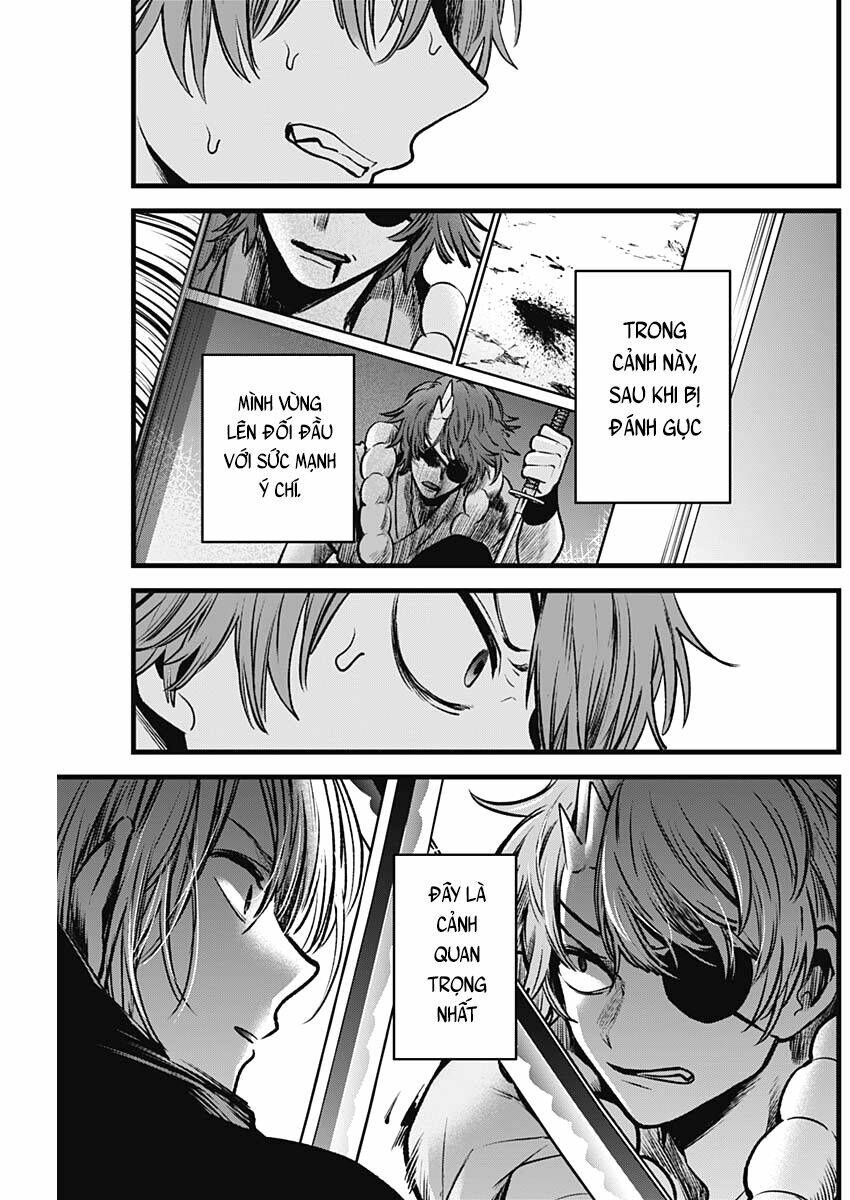 TRONG
CẢNH NÀY,
SAU KHI BỊ
ĐÁNH GỤC
MÌNH VÙNG
LÊN ĐỐI ĐẦU
VỚI SỨC MẠNH
Ý CHÍ.
ĐÂY LÀ
CẢNH
QUAN
TRỌNG
NHẤT